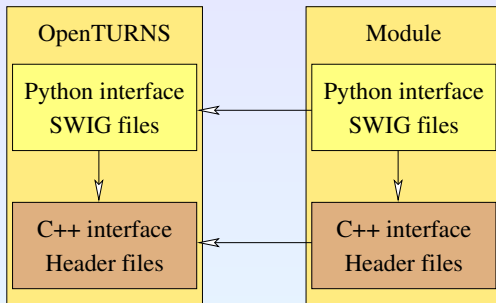 OpenTURNS
Python interface
SWIG files
C++ interface
Header files
Module
Python interface
SWIG files
C++ interface
Header files